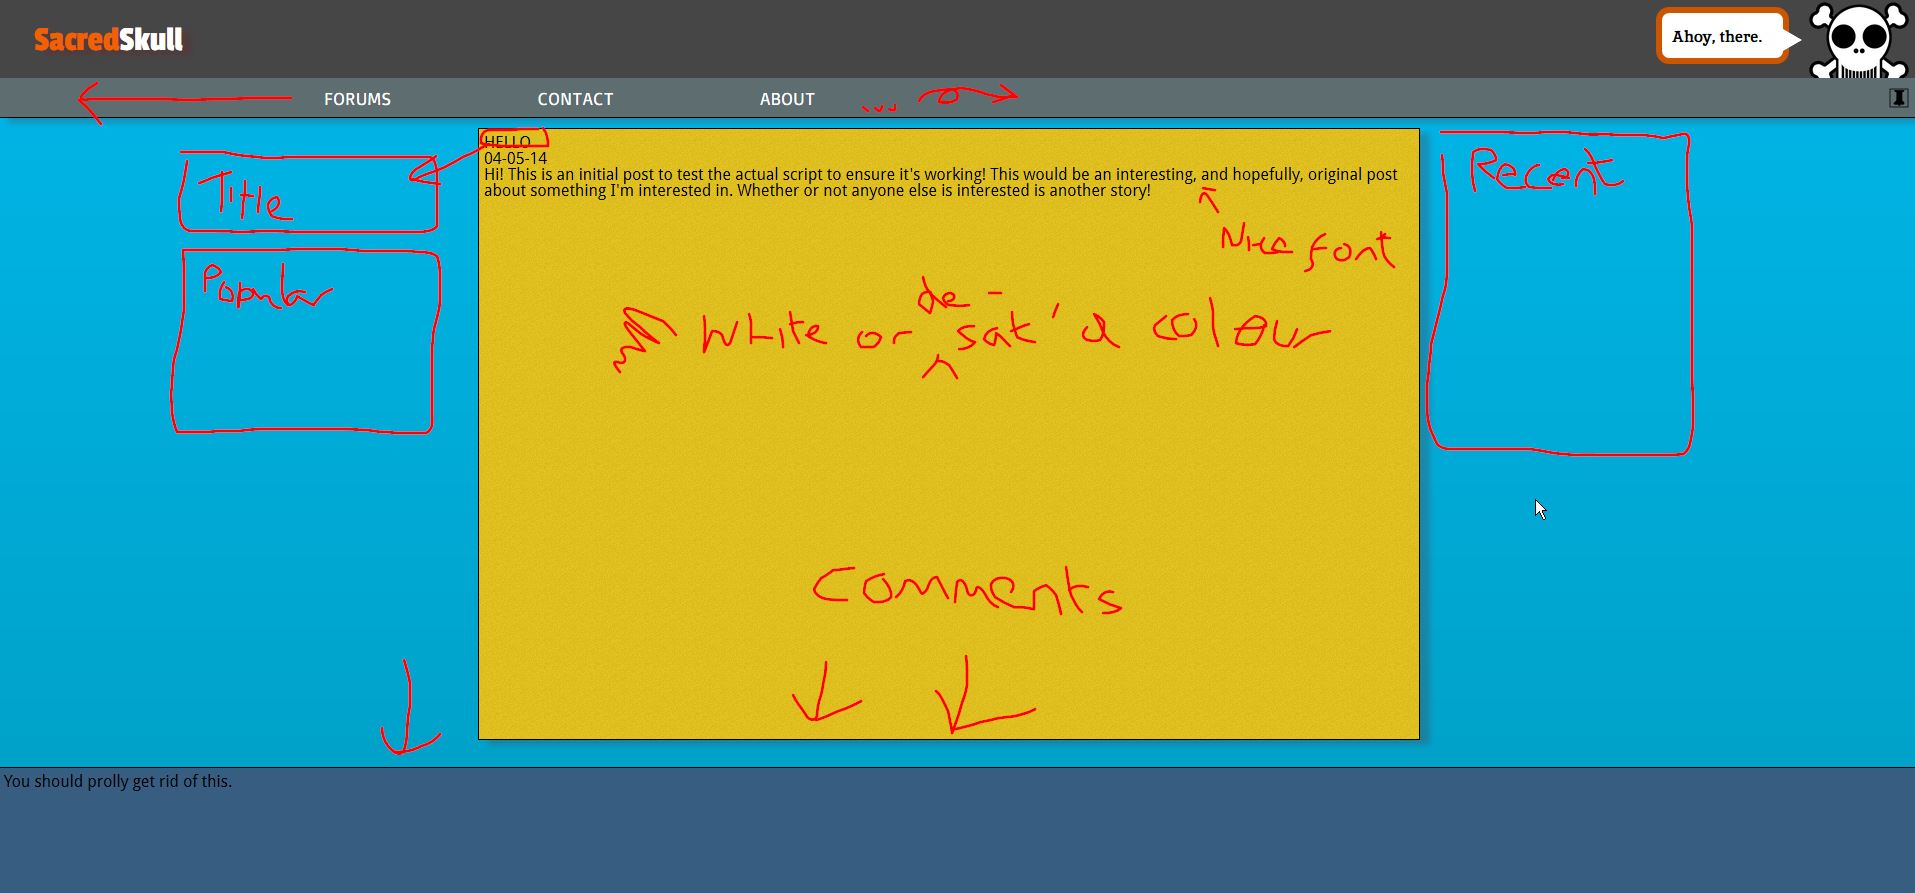 SacredSkull
Ahoy, there.
FORUMS CONTACT ABOUT ...
HELLO
04-05-14
Hi! This is an initial post to test the actual script to ensure it's working! This would be an interesting, and hopefully, original post
about something I'm interested in. Whether or not anyone else is interested is another story!
Title
Recent
Nice font
Popular
White or de-sat'd colour
Comments
You should prolly get rid of this.